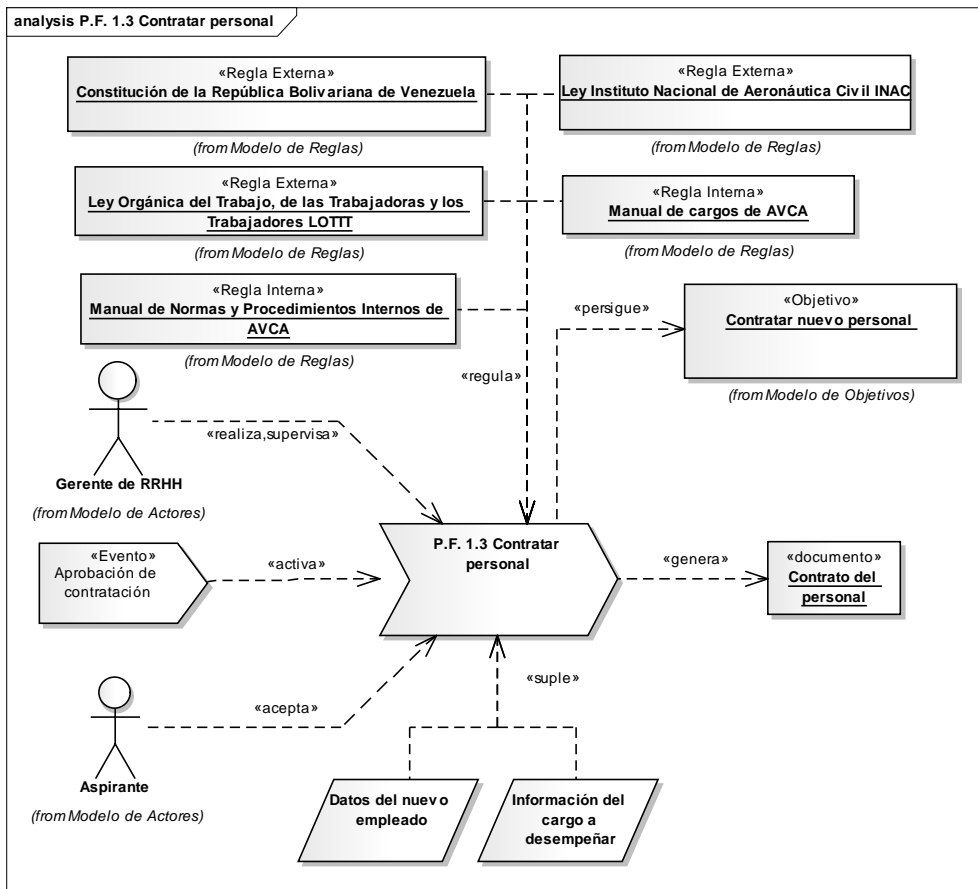 analysis P.F. 1.3 Contratar personal
«Regla Externa»
Constitución de la República Bolivariana de Venezuela
(from Modelo de Reglas)
«Regla Externa»
Ley Instituto Nacional de Aeronáutica Civil INAC
(from Modelo de Reglas)
«Regla Externa»
Ley Orgánica del Trabajo, de las Trabajadoras y los
Trabajadores LOTTT
(from Modelo de Reglas)
«Regla Interna»
Manual de cargos de AVCA
(from Modelo de Reglas)
«Regla Interna»
Manual de Normas y Procedimientos Internos de
AVCA
(from Modelo de Reglas)
«persigue»
«Objetivo»
Contratar nuevo personal
(from Modelo de Objetivos)
«regula»
«realiza,supervisa»
Gerente de RRHH
(from Modelo de Actores)
«Evento»
Aprobación de
contratación
«activa»
P.F. 1.3 Contratar
personal
«genera»
«documento»
Contrato del
personal
«suple»
«acepta»
Aspirante
(from Modelo de Actores)
Datos del nuevo
empleado
Información del
cargo a
desempeñar